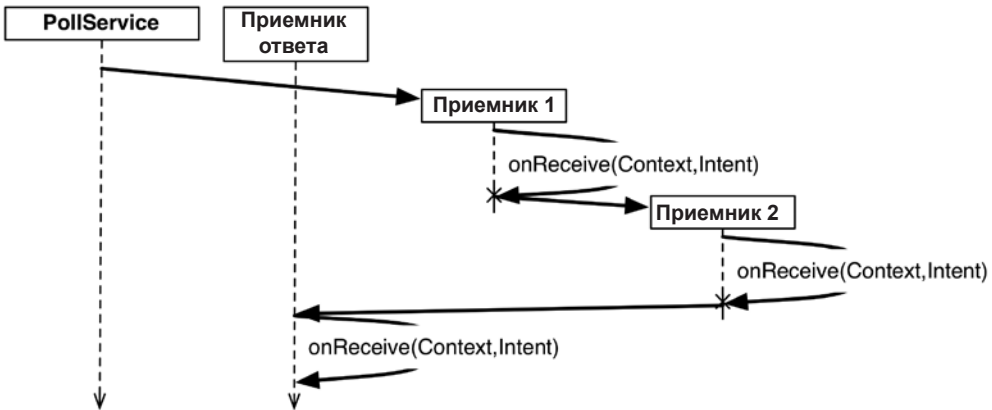 PollService
Приемник
ответа
Приемник 1
onReceive(Context,Intent)
Приемник 2
onReceive(Context,Intent)
onReceive(Context,Intent)